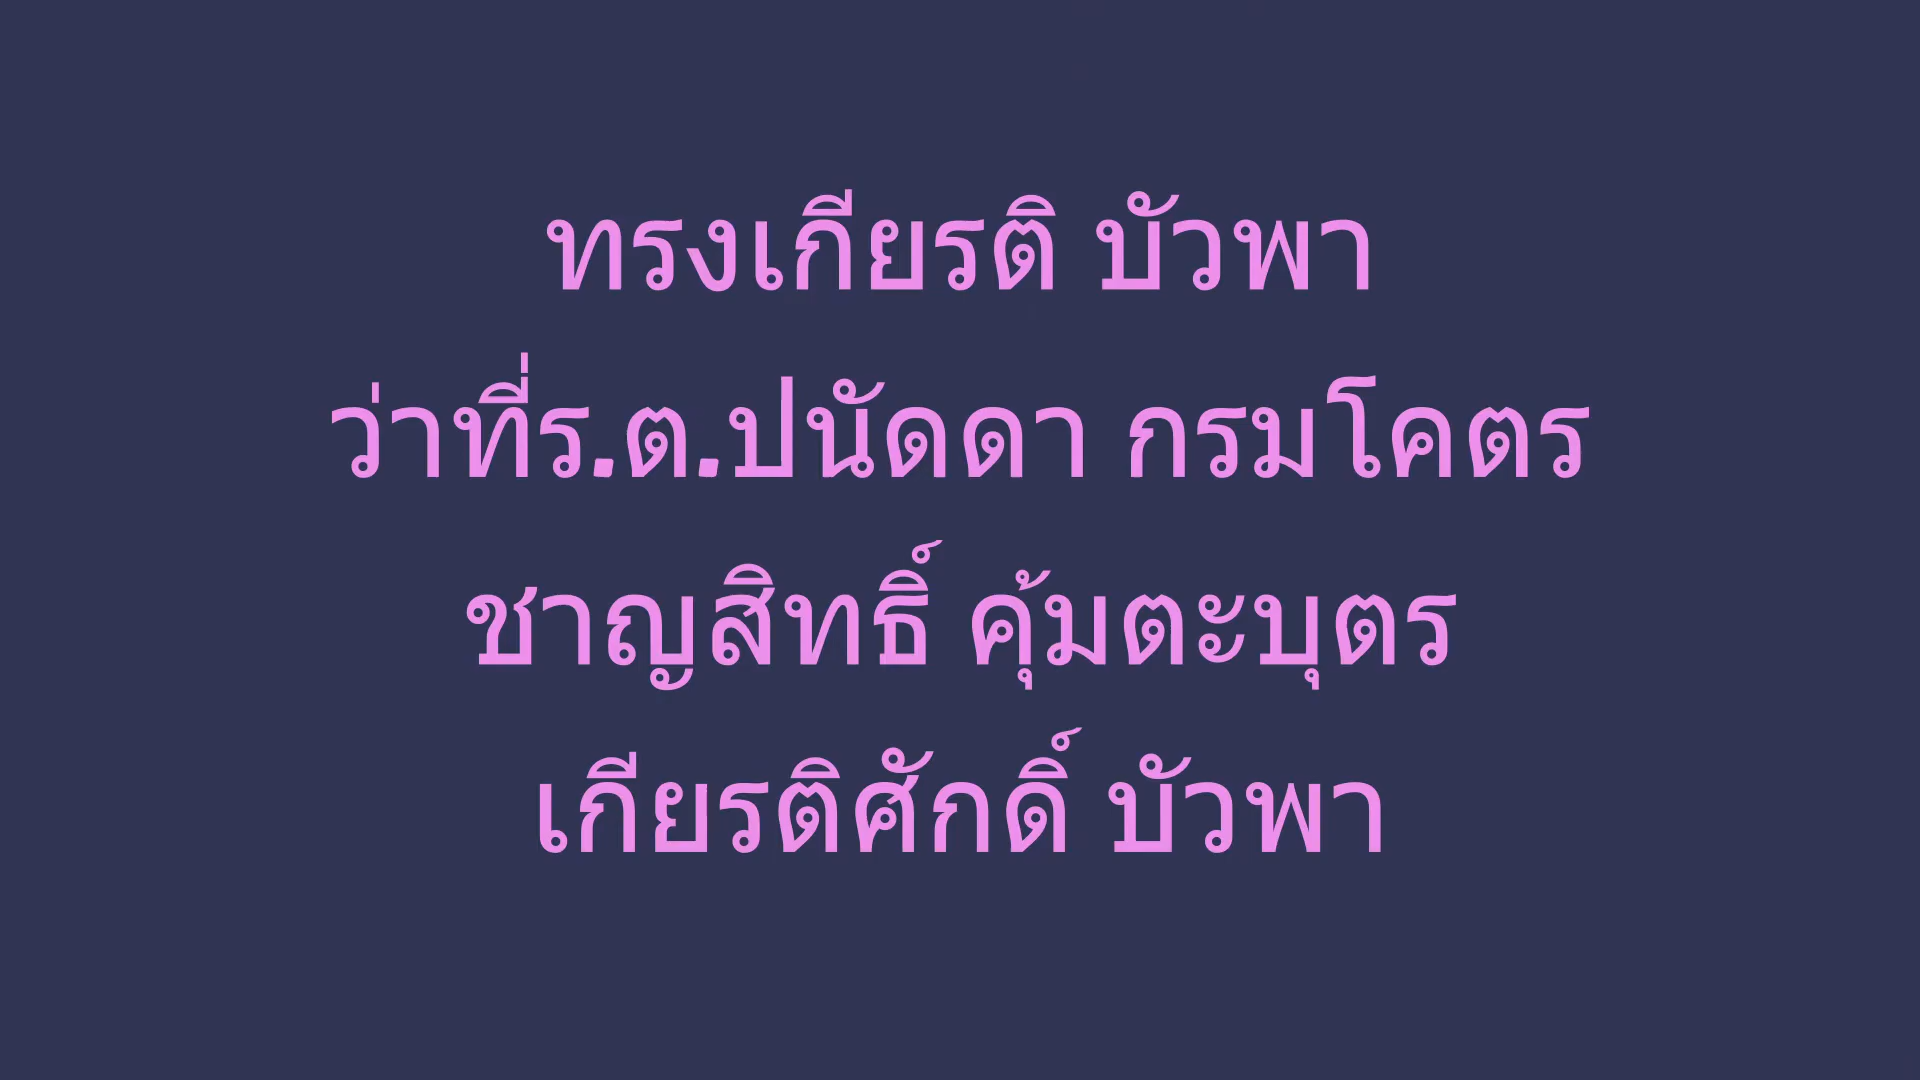 ทรงเกียรติ บัวพา
ว่าที่ร.ต.ปนัดดา กรมโคตร
ชาญสิทธิ์ คุ้มตะบุตร
เกียรติศักดิ์ บัวพา